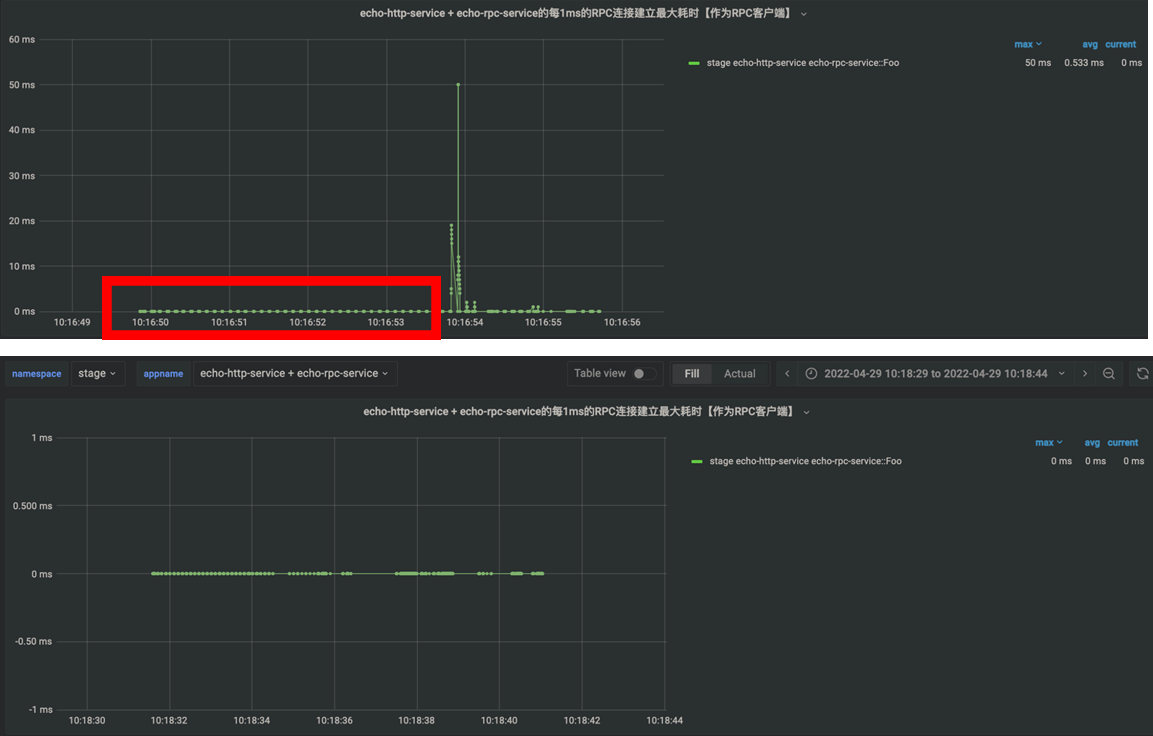 echo-http-service + echo-rpc-service的每1ms的RPC连接建立最大耗时【作为RPC客户端】
60 ms
50 ms
40 ms
30 ms
20 ms
10 ms
0 ms
10:16:49 10:16:50 10:16:51 10:16:52 10:16:53 10:16:54 10:16:55 10:16:56
max avg current
stage echo-http-service echo-rpc-service::Foo 50 ms 0.533 ms 0 ms
namespace stage appname echo-http-service + echo-rpc-service Table view Fill Actual 2022-04-29 10:18:29 to 2022-04-29 10:18:44
echo-http-service + echo-rpc-service的每1ms的RPC连接建立最大耗时【作为RPC客户端】
1 ms
0.500 ms
0 ms
-0.50 ms
-1 ms
10:18:30 10:18:32 10:18:34 10:18:36 10:18:38 10:18:40 10:18:42 10:18:44
max avg current
stage echo-http-service echo-rpc-service::Foo 0 ms 0 ms 0 ms